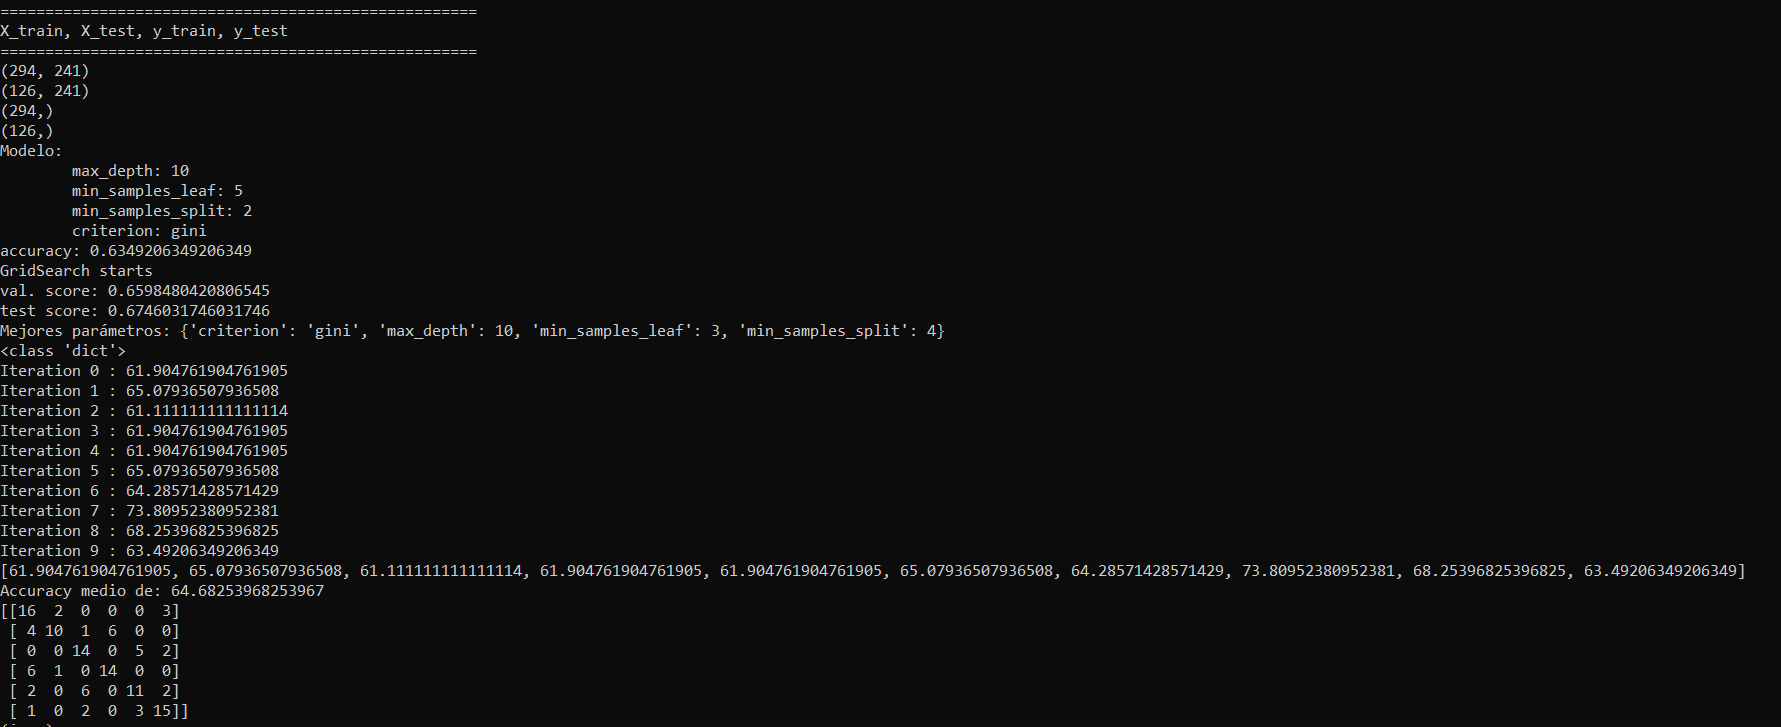 =====================================================
X_train, X_test, y_train, y_test
=====================================================
(294, 241)
(126, 241)
(294,)
(126,)
Modelo:
        max_depth: 10
        min_samples_leaf: 5
        min_samples_split: 2
        criterion: gini
accuracy: 0.6349206349206349
GridSearch starts
val. score: 0.6598480420806545
test score: 0.6746031746031746
Mejores parámetros: {'criterion': 'gini', 'max_depth': 10, 'min_samples_leaf': 3, 'min_samples_split': 4}
<class 'dict'>
Iteration 0 : 61.904761904761905
Iteration 1 : 65.07936507936508
Iteration 2 : 61.111111111111114
Iteration 3 : 61.904761904761905
Iteration 4 : 61.904761904761905
Iteration 5 : 65.07936507936508
Iteration 6 : 64.28571428571429
Iteration 7 : 73.80952380952381
Iteration 8 : 68.25396825396825
Iteration 9 : 63.49206349206349
[61.904761904761905, 65.07936507936508, 61.111111111111114, 61.904761904761905, 61.904761904761905, 65.07936507936508, 64.28571428571429, 73.80952380952381, 68.25396825396825, 63.49206349206349]
Accuracy medio de: 64.68253968253967
[[16  2  0  0  0  3]
 [ 4 10  1  6  0  0]
 [ 0  0 14  0  5  2]
 [ 6  1  0 14  0  0]
 [ 2  0  6  0 11  2]
 [ 1  0  2  0  3 15]]